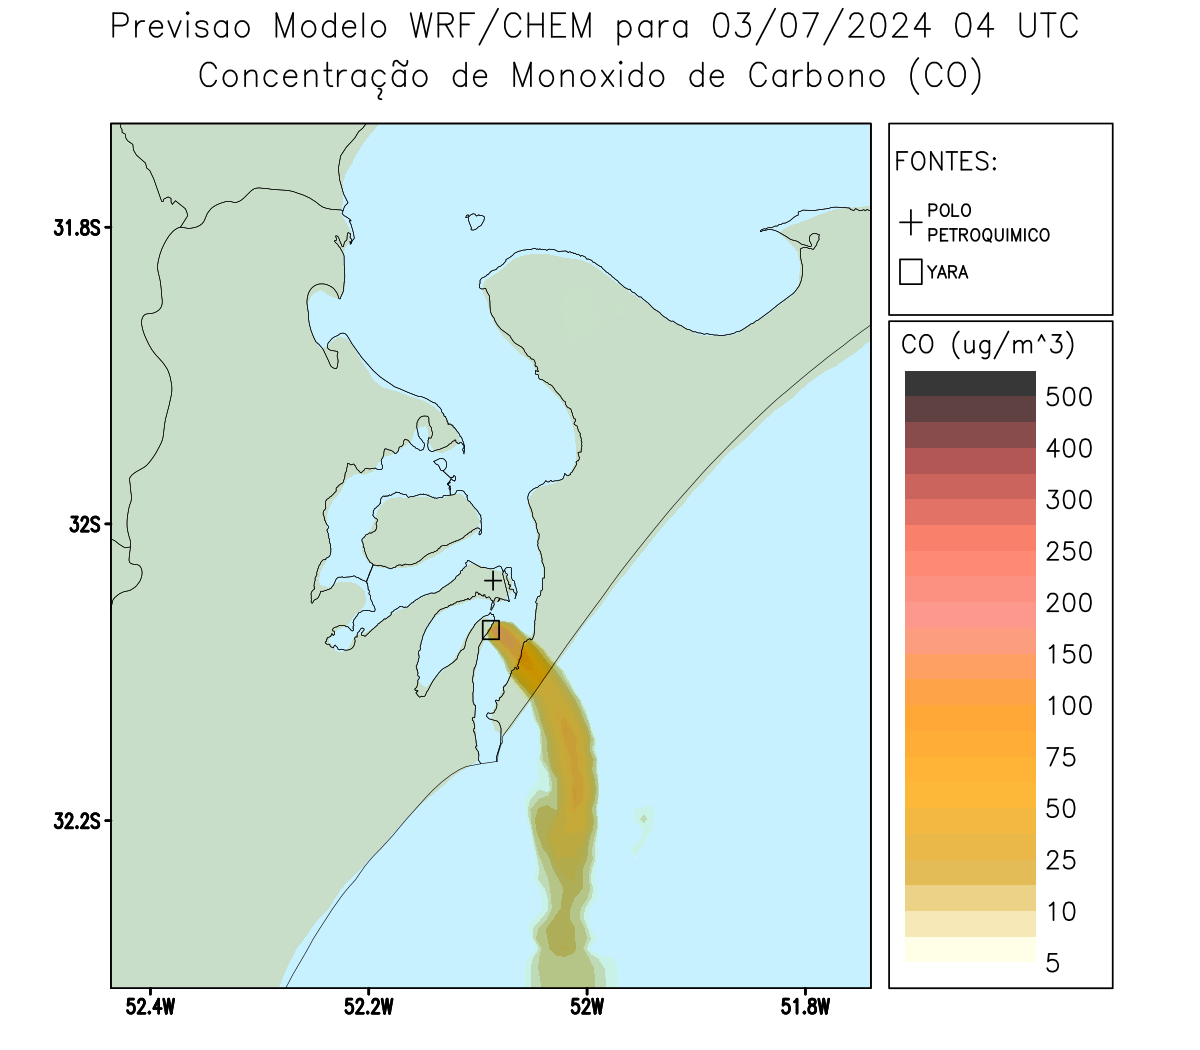 Previsao Modelo WRF/CHEM para 03/07/2024 04 UTC
Concentração de Monoxido de Carbono (CO)
FONTES:
POLO
PETROQUIMICO
YARA
CO (ug/m^3)
500
400
300
250
200
150
100
75
50
25
10
5
31.8S
32S
32.2S
52.4W
52.2W
52W
51.8W